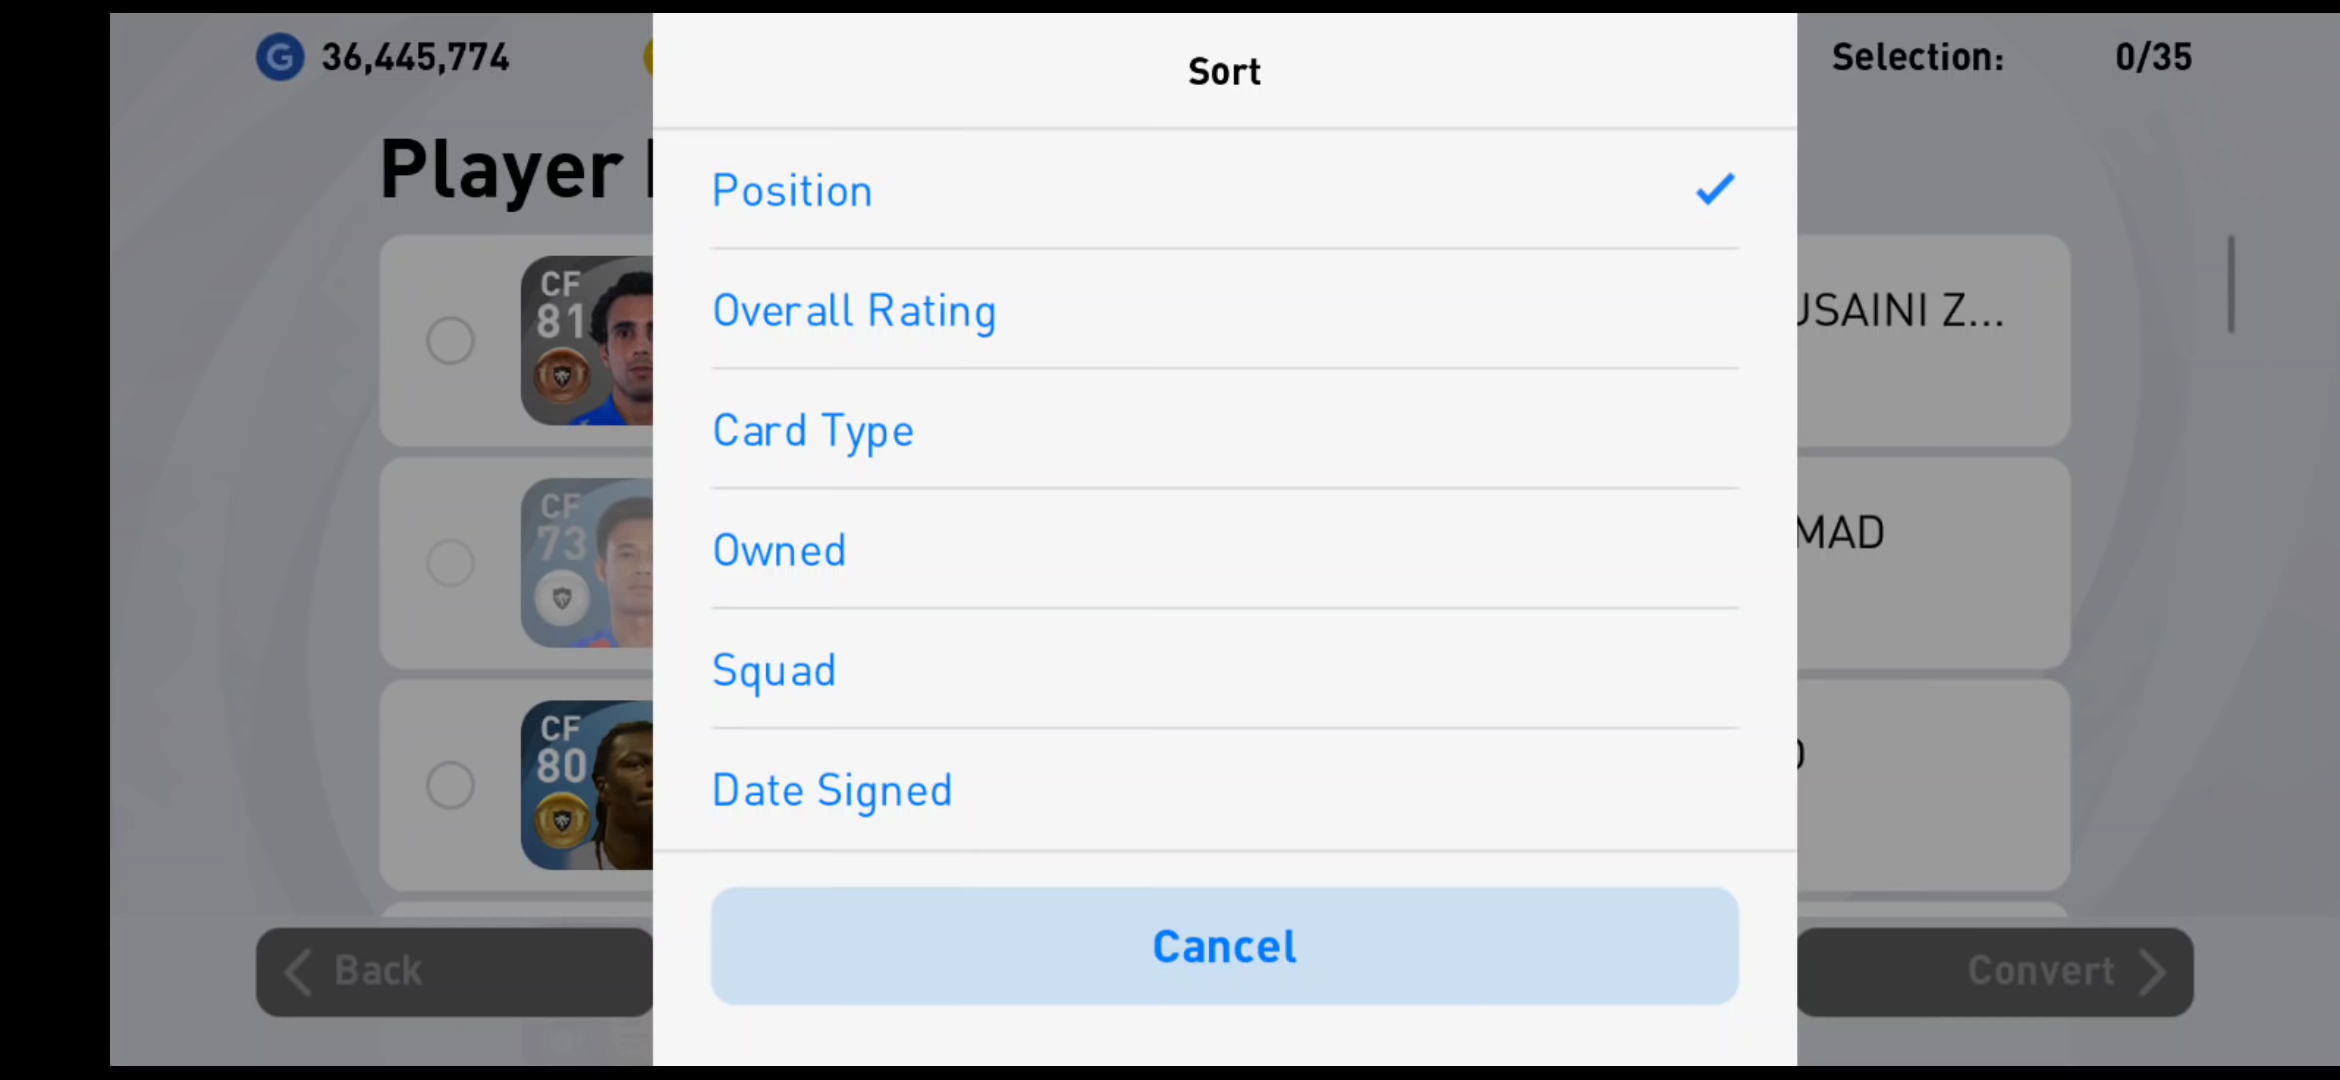 36,445,774
Selection: 0/35
Sort
Player
Position
Overall Rating
Card Type
Owned
Squad
Date Signed
Cancel
CF
81
USAINI Z...
CF
73
MAD
CF
80
Back
Convert